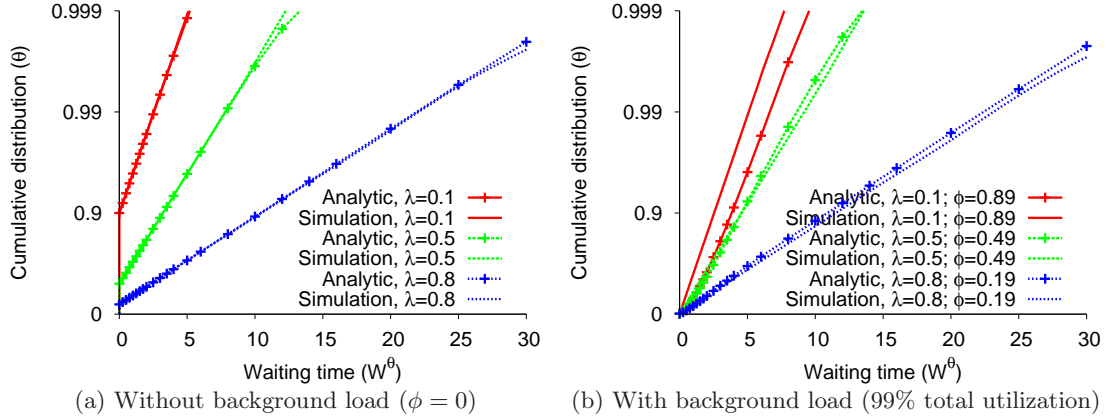 0.999
0.99
0.9
0
Cumulative distribution (θ)
0 5 10 15 20 25 30
Waiting time (W^θ)
Analytic, λ=0.1
Simulation, λ=0.1
Analytic, λ=0.5
Simulation, λ=0.5
Analytic, λ=0.8
Simulation, λ=0.8
(a) Without background load (ϕ = 0)
0.999
0.99
0.9
0
Cumulative distribution (θ)
0 5 10 15 20 25 30
Waiting time (W^θ)
Analytic, λ=0.1; ϕ=0.89
Simulation, λ=0.1; ϕ=0.89
Analytic, λ=0.5; ϕ=0.49
Simulation, λ=0.5; ϕ=0.49
Analytic, λ=0.8; ϕ=0.19
Simulation, λ=0.8; ϕ=0.19
(b) With background load (99% total utilization)